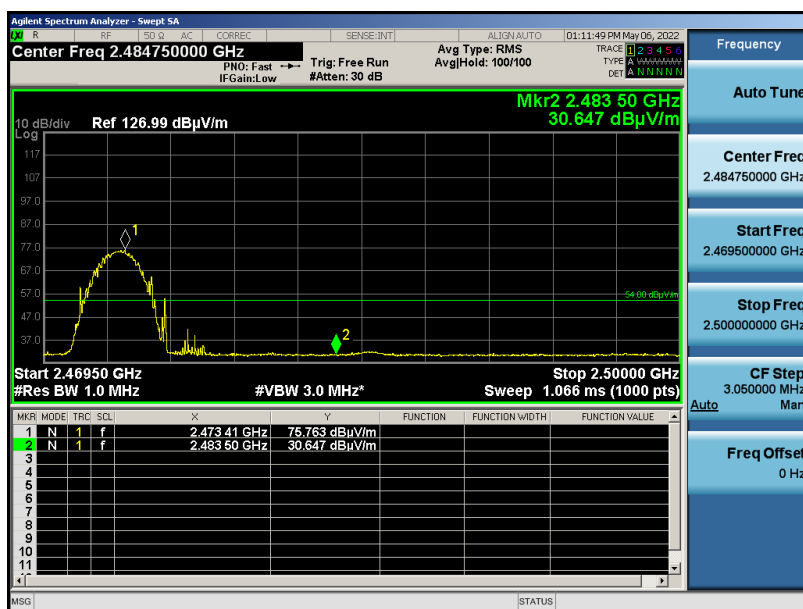 Agilent Spectrum Analyzer - Swept SA
LXI R RF 50 Ω AC CORREC SENSE:INT ALIGN AUTO 01:11:49 PM May 06, 2022
Center Freq 2.484750000 GHz
PNO: Fast
IFGain:Low
Trig: Free Run
#Atten: 30 dB
Avg Type: RMS
Avg|Hold: 100/100
TRACE 1 2 3 4 5 6
TYPE A WWWWW
DET A N N N N N
Mkr2 2.483 50 GHz
30.647 dBµV/m
10 dB/div Ref 126.99 dBµV/m
Log
117
107
97.0
87.0
77.0
67.0
57.0
47.0
37.0
1
2
54.00 dBµV/m
Start 2.46950 GHz Stop 2.50000 GHz
#Res BW 1.0 MHz #VBW 3.0 MHz* Sweep 1.066 ms (1000 pts)
MKR MODE TRC SCL X Y FUNCTION FUNCTION WIDTH FUNCTION VALUE
1 N 1 f 2.473 41 GHz 75.763 dBµV/m
2 N 1 f 2.483 50 GHz 30.647 dBµV/m
3
4
5
6
7
8
9
10
11
MSG STATUS
Frequency
Auto Tune
Center Freq
2.484750000 GHz
Start Freq
2.469500000 GHz
Stop Freq
2.500000000 GHz
CF Step
3.050000 MHz
Auto Man
Freq Offset
0 Hz